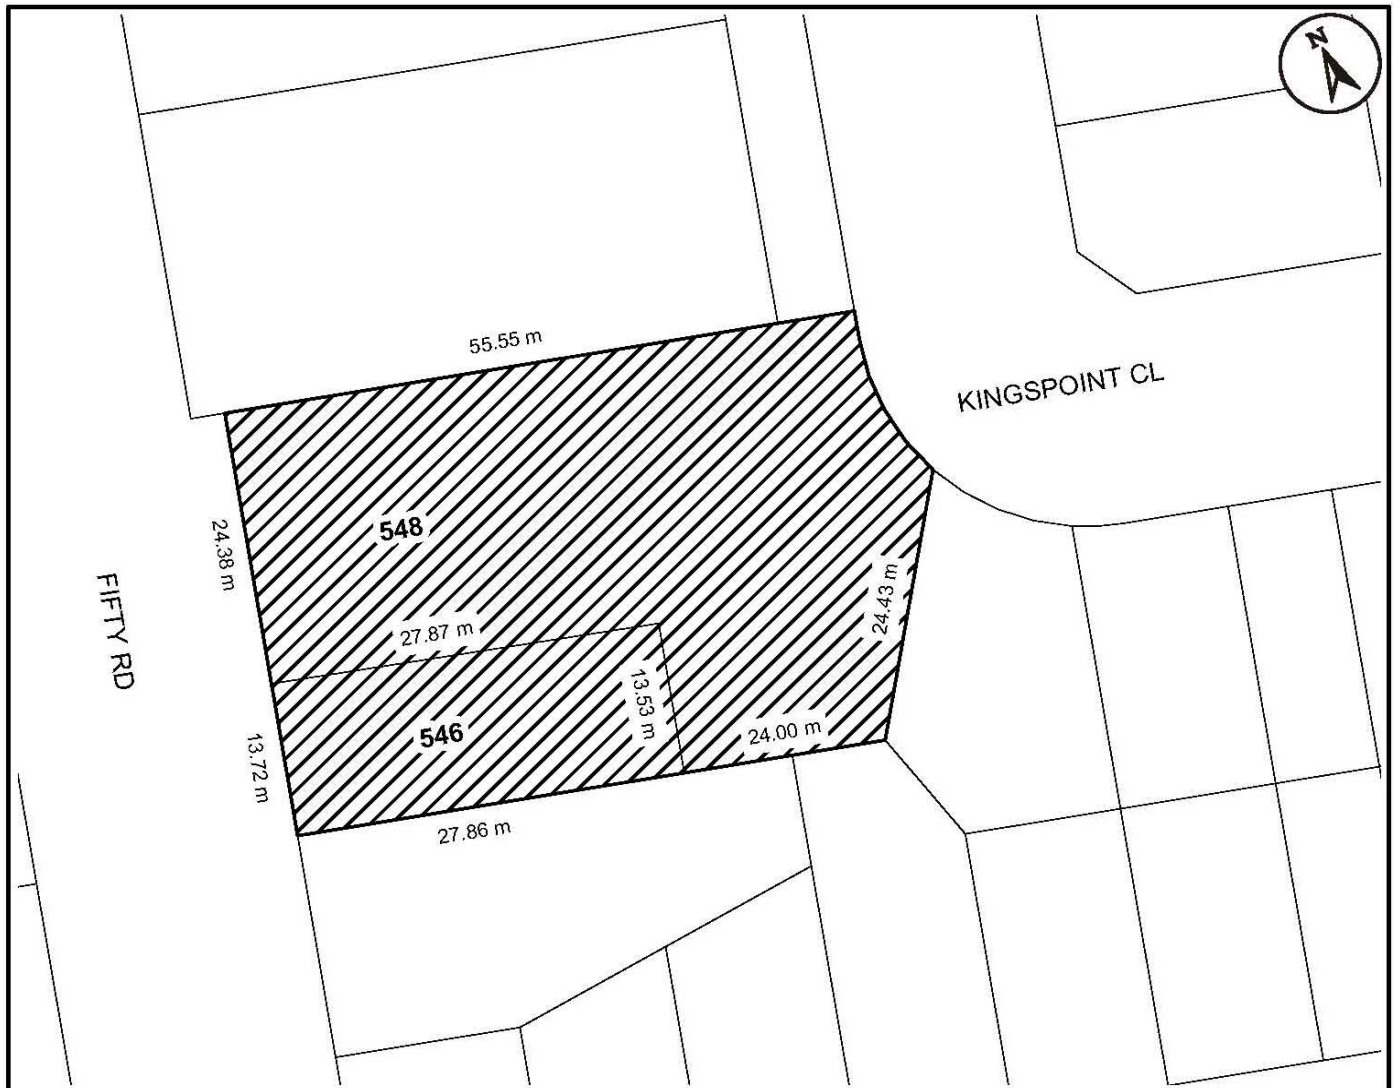 N
55.55 m
KINGSPOINT CL
548
24.38 m
24.43 m
FIFTY RD
27.87 m
13.53 m
546
24.00 m
13.72 m
27.86 m